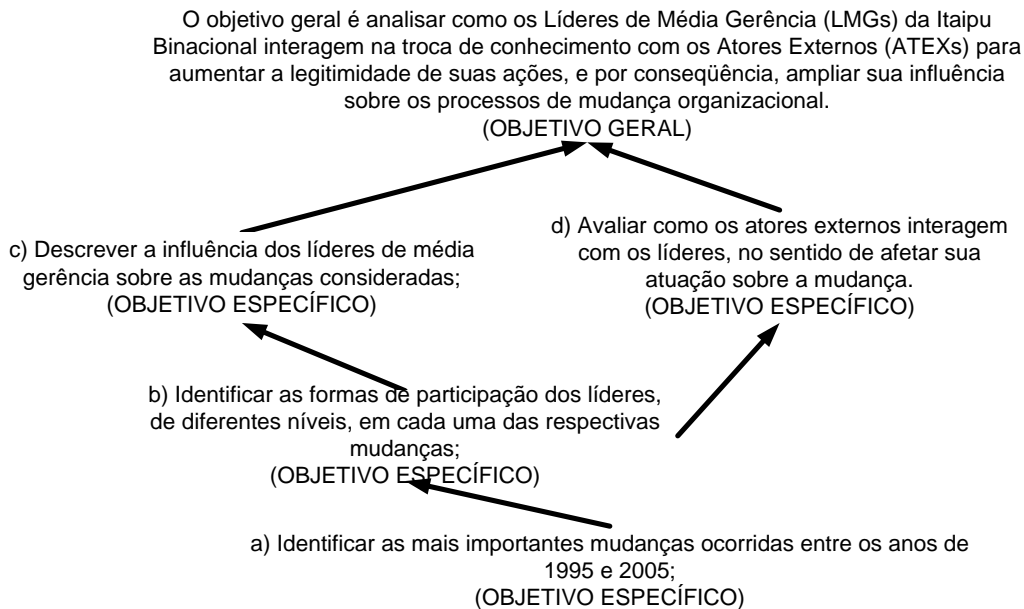 O objetivo geral é analisar como os Líderes de Média Gerência (LMGs) da Itaipu
Binacional interagem na troca de conhecimento com os Atores Externos (ATEXs) para
aumentar a legitimidade de suas ações, e por conseqüência, ampliar sua influência
sobre os processos de mudança organizacional.
(OBJETIVO GERAL)
c) Descrever a influência dos líderes de média
gerência sobre as mudanças consideradas;
(OBJETIVO ESPECÍFICO)
d) Avaliar como os atores externos interagem
com os líderes, no sentido de afetar sua
atuação sobre a mudança.
(OBJETIVO ESPECÍFICO)
b) Identificar as formas de participação dos líderes,
de diferentes níveis, em cada uma das respectivas
mudanças;
(OBJETIVO ESPECÍFICO)
a) Identificar as mais importantes mudanças ocorridas entre os anos de
1995 e 2005;
(OBJETIVO ESPECÍFICO)